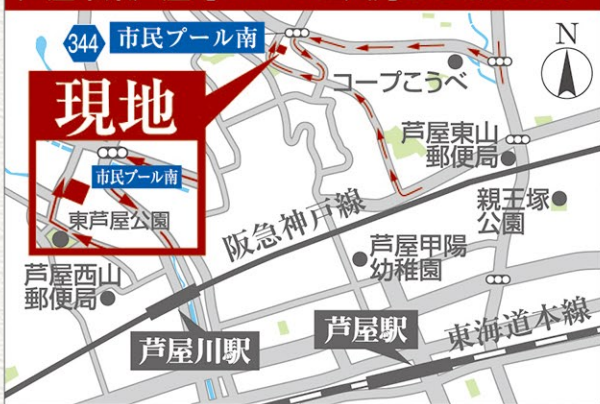 344 市民プール南
N
現地
コープこうべ
芦屋東山
郵便局
市民プール南
東芦屋公園
阪急神戸線
親王塚
公園
芦屋甲陽
幼稚園
芦屋西山
郵便局
芦屋川駅
芦屋駅
東海道本線